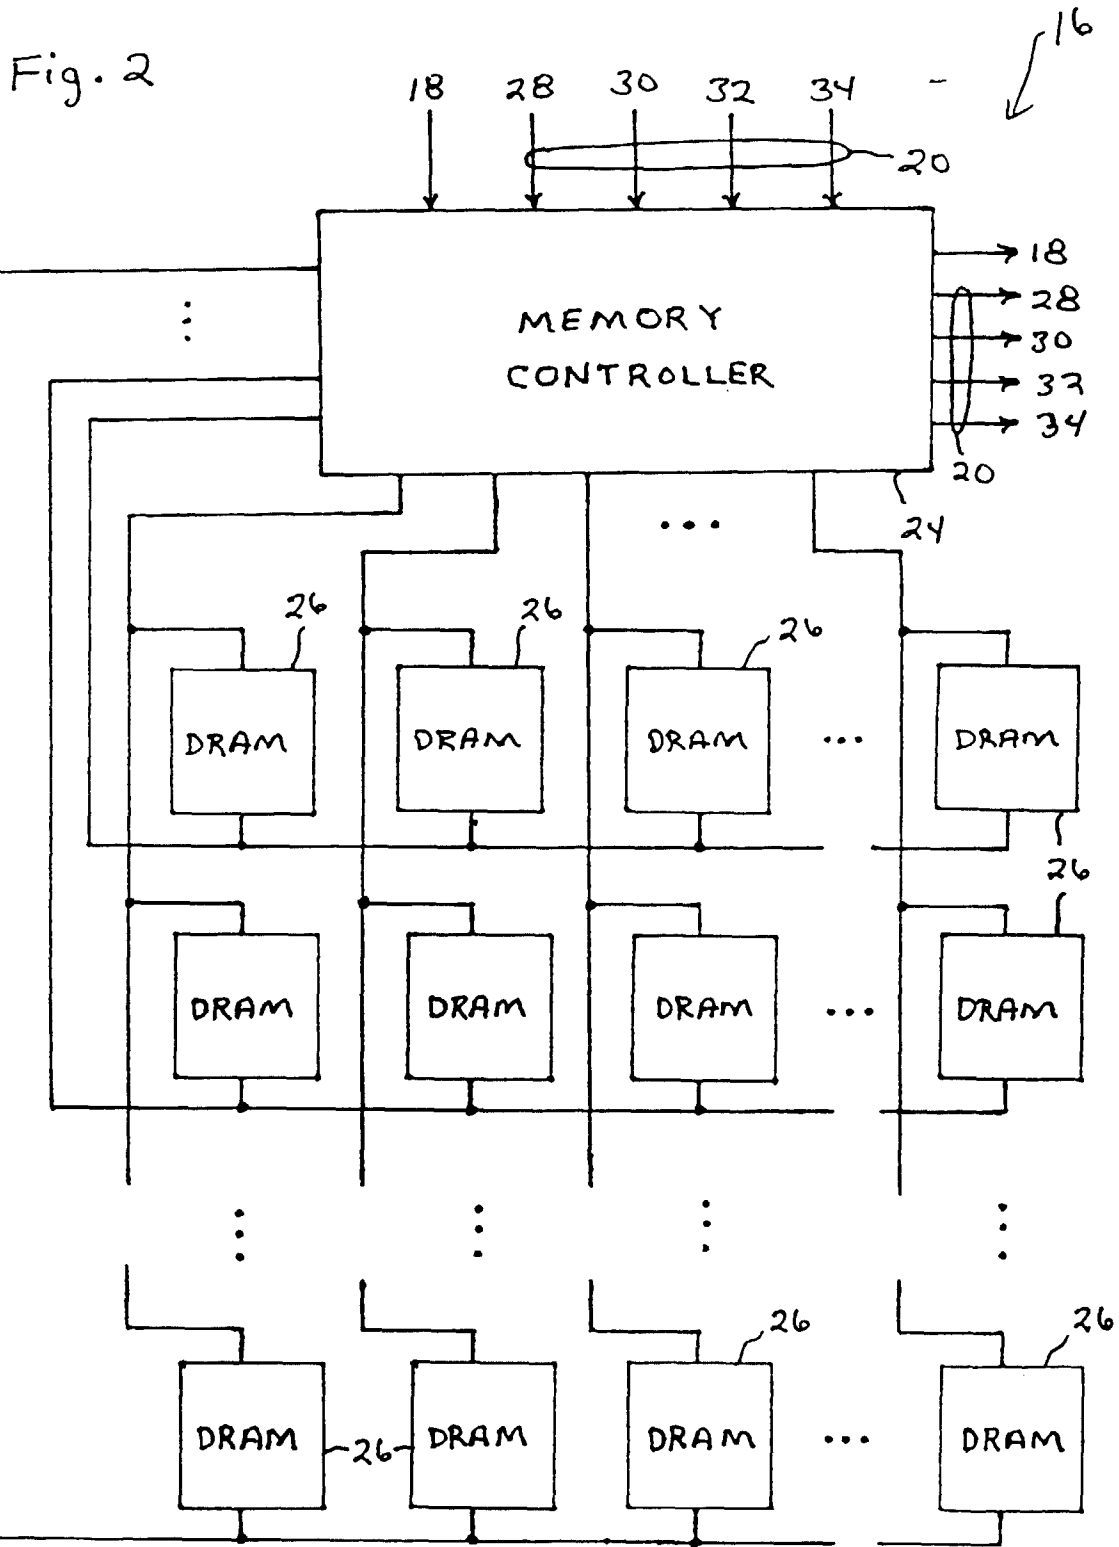 Fig. 2
16
18 28 30 32 34
20
18
28
30
32
34
20
24
MEMORY
CONTROLLER
26 26 26
DRAM DRAM DRAM ... DRAM
26
DRAM DRAM DRAM ... DRAM
26 26
DRAM 26 DRAM DRAM ... DRAM